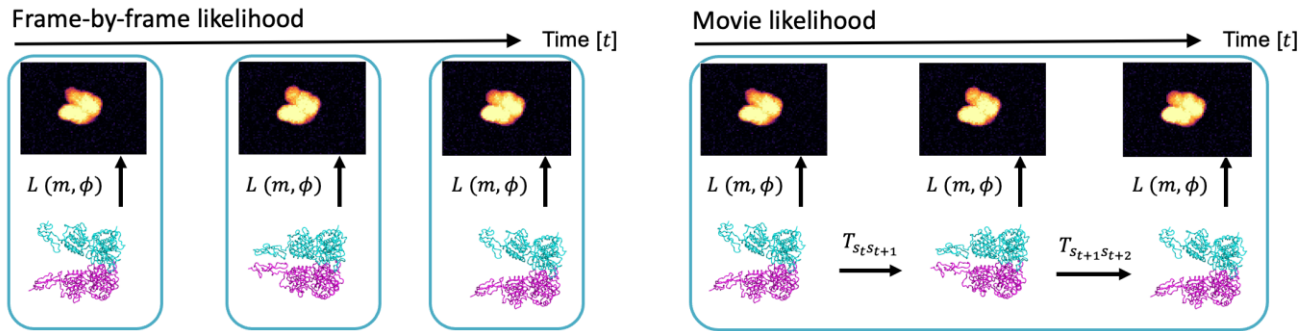 Frame-by-frame likelihood
Time [t]
L (m, ϕ)
L (m, ϕ)
L (m, ϕ)
Movie likelihood
Time [t]
L (m, ϕ)
L (m, ϕ)
L (m, ϕ)
T_{s_t s_{t+1}}
T_{s_{t+1} s_{t+2}}